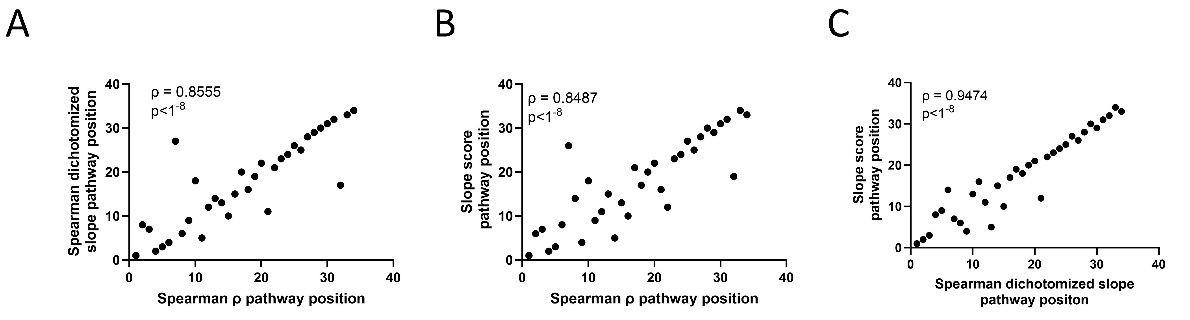 A
B
C
ρ = 0.8555
p<1-8
Spearman dichotomized
slope pathway position
40
30
20
10
0
0 10 20 30 40
Spearman ρ pathway position
ρ = 0.8487
p<1-8
Slope score
pathway position
40
30
20
10
0
0 10 20 30 40
Spearman ρ pathway position
ρ = 0.9474
p<1-8
Slope score
pathway position
40
30
20
10
0
0 10 20 30 40
Spearman dichotomized slope
pathway positon